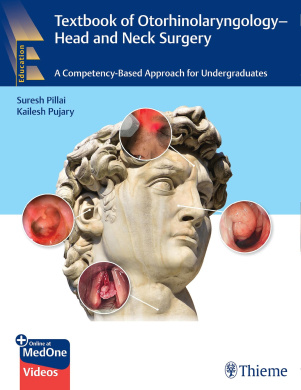 Textbook of Otorhinolaryngology–
Head and Neck Surgery
Education
A Competency-Based Approach for Undergraduates
Suresh Pillai
Kailesh Pujary
+ Online at
MedOne
Videos
Thieme